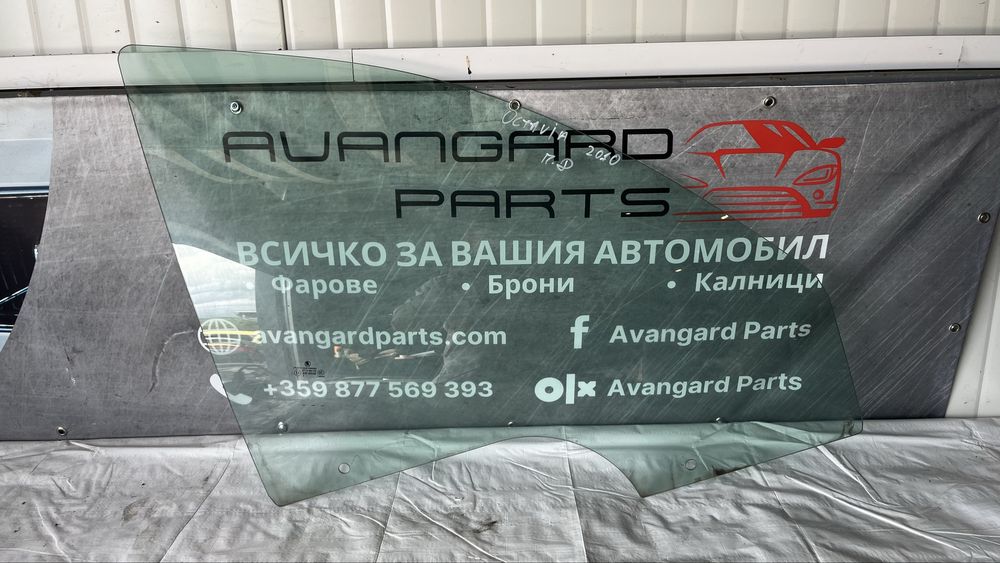 OCTAVIA 2020
П.Д
AVANGARD
PARTS
ВСИЧКО ЗА ВАШИЯ АВТОМОБИЛ
• Фарове • Брони • Калници
avangardparts.com
f Avangard Parts
+359 877 569 393
olx Avangard Parts